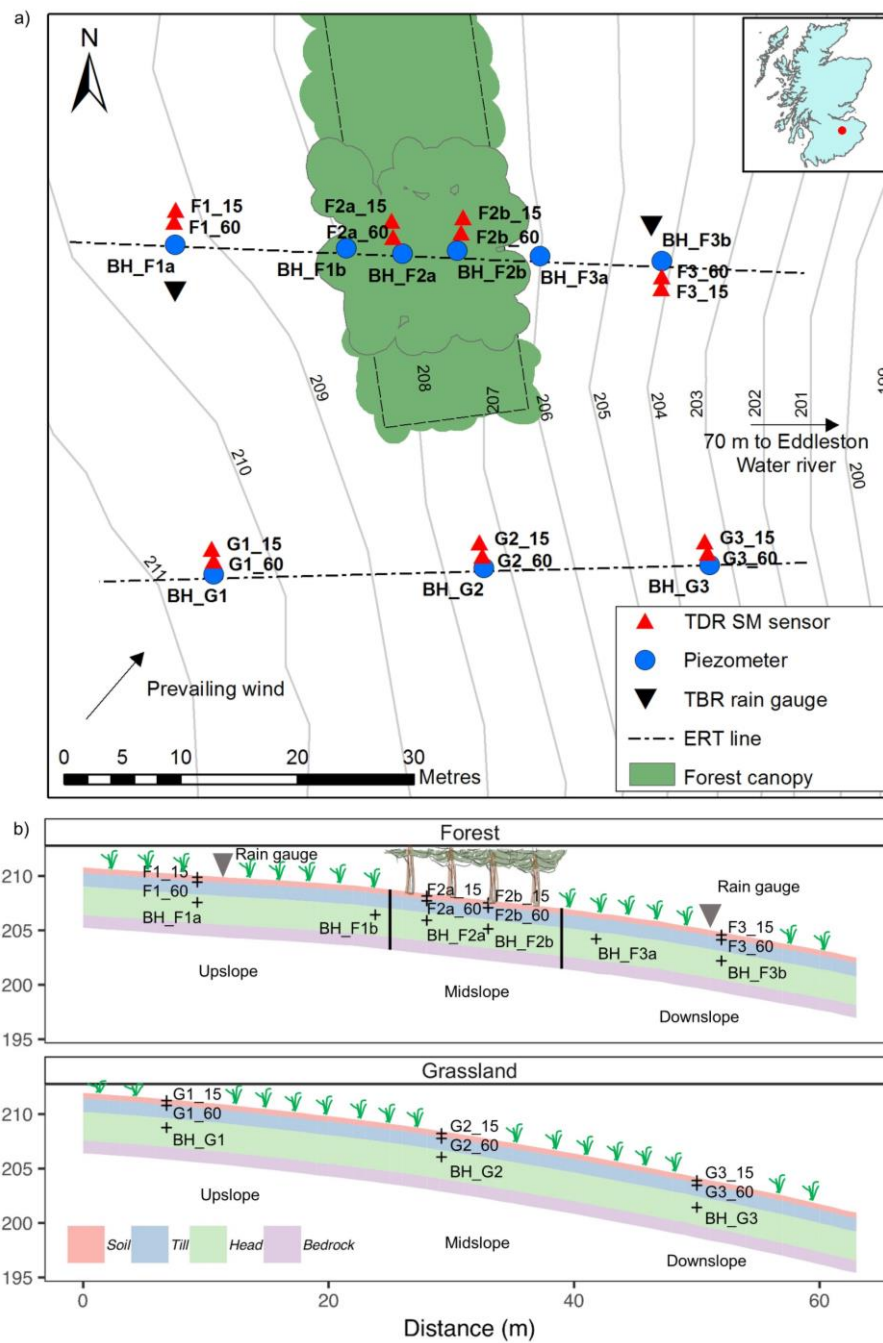 a)
N
F1_15
F1_60
BH_F1a
F2a_15
F2a_60
BH_F1b
BH_F2a
F2b_15
F2b_60
BH_F2b
BH_F3a
BH_F3b
F3_60
F3_15
211
210
209
208
207
206
205
204
203
202
201
200
199
70 m to Eddleston
Water river
G1_15
G1_60
BH_G1
G2_15
G2_60
BH_G2
G3_15
G3_60
BH_G3
Prevailing wind
0 5 10 20 30
Metres
TDR SM sensor
Piezometer
TBR rain gauge
ERT line
Forest canopy
b)
Forest
210
205
200
195
F1_15
Rain gauge
F1_60
BH_F1a
BH_F1b
F2a_15
F2b_15
F2a_60
F2b_60
BH_F2a
BH_F2b
BH_F3a
Rain gauge
F3_15
F3_60
BH_F3b
Upslope
Midslope
Downslope
Grassland
210
205
200
195
G1_15
G1_60
BH_G1
G2_15
G2_60
BH_G2
G3_15
G3_60
BH_G3
Upslope
Midslope
Downslope
Soil Till Head Bedrock
0 20 40 60
Distance (m)